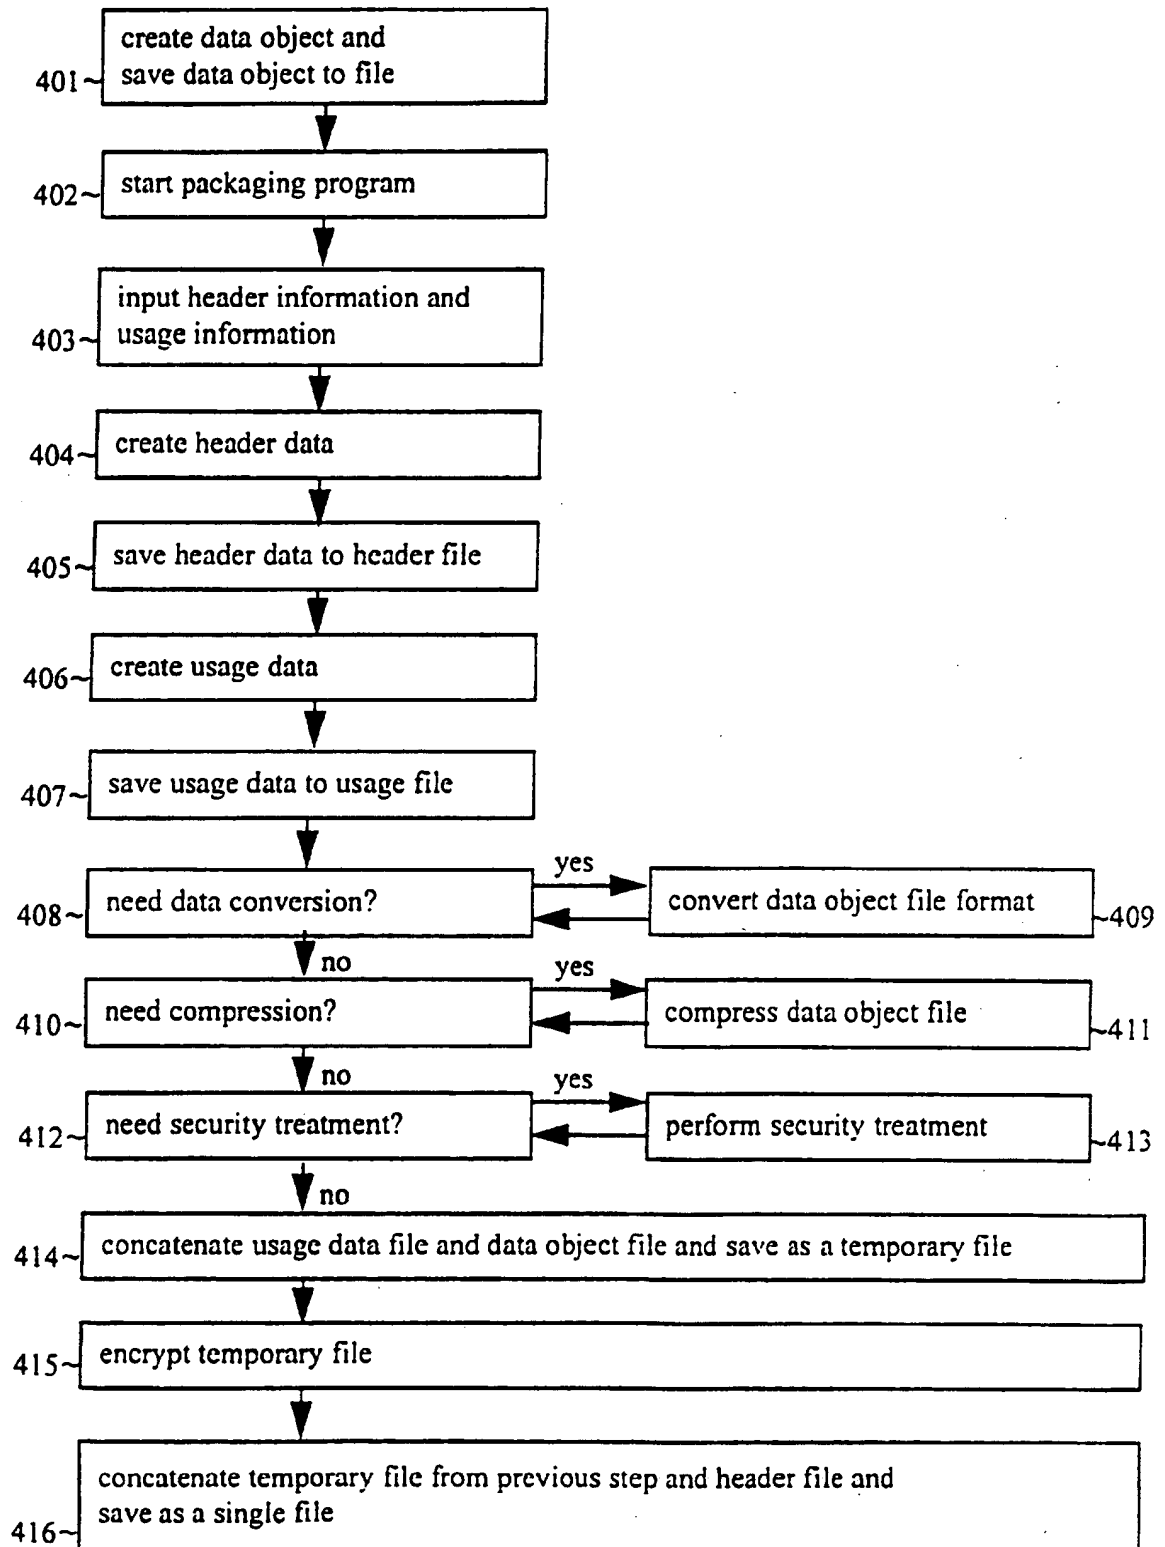 create data object and
save data object to file
401~
start packaging program
402~
input header information and
usage information
403~
create header data
404~
save header data to header file
405~
create usage data
406~
save usage data to usage file
407~
yes
need data conversion?
convert data object file format
408~
~409
no
yes
need compression?
compress data object file
410~
~411
no
yes
need security treatment?
perform security treatment
412~
~413
no
concatenate usage data file and data object file and save as a temporary file
414~
encrypt temporary file
415~
concatenate temporary file from previous step and header file and
save as a single file
416~